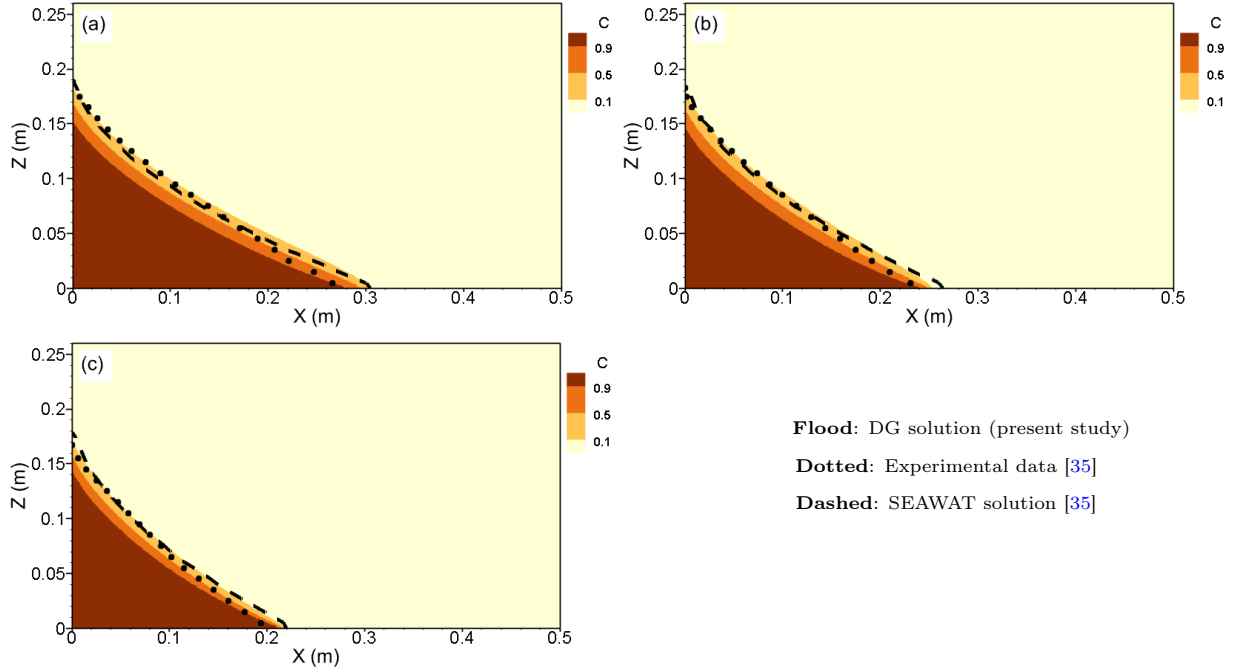 (a)
C
0.9
0.5
0.1
0.2
0.15
0.1
0.05
0
Z (m)
0 0.1 0.2 0.3 0.4 0.5
X (m)
(b)
C
0.9
0.5
0.1
0.2
0.15
0.1
0.05
0
Z (m)
0 0.1 0.2 0.3 0.4 0.5
X (m)
(c)
C
0.9
0.5
0.1
0.25
0.2
0.15
0.1
0.05
0
Z (m)
0 0.1 0.2 0.3 0.4 0.5
X (m)
0.25
0.25
Flood: DG solution (present study)
Dotted: Experimental data [35]
Dashed: SEAWAT solution [35]